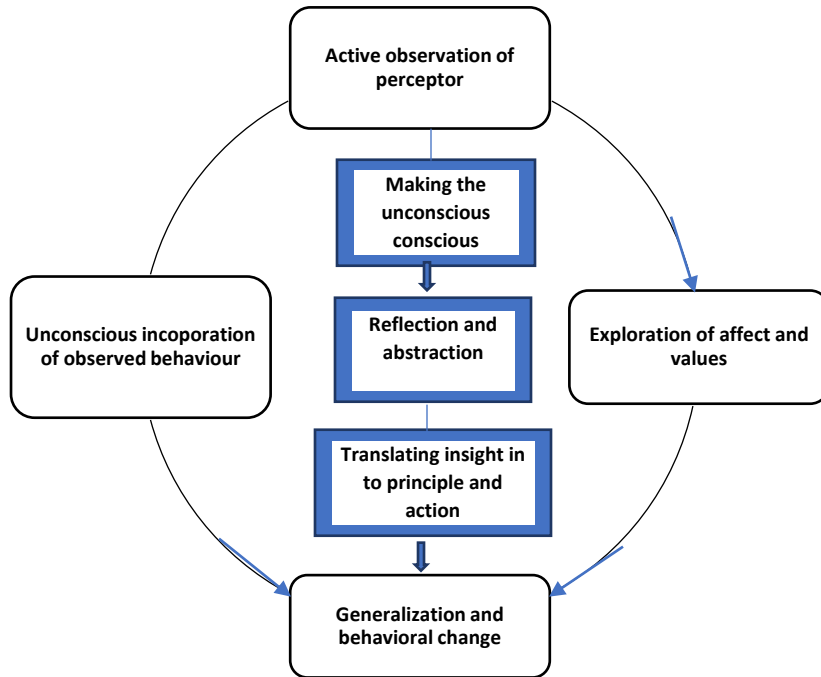 Active observation of
perceptor
Making the
unconscious
conscious
Unconscious incoporation
of observed behaviour
Reflection and
abstraction
Exploration of affect and
values
Translating insight in
to principle and
action
Generalization and
behavioral change